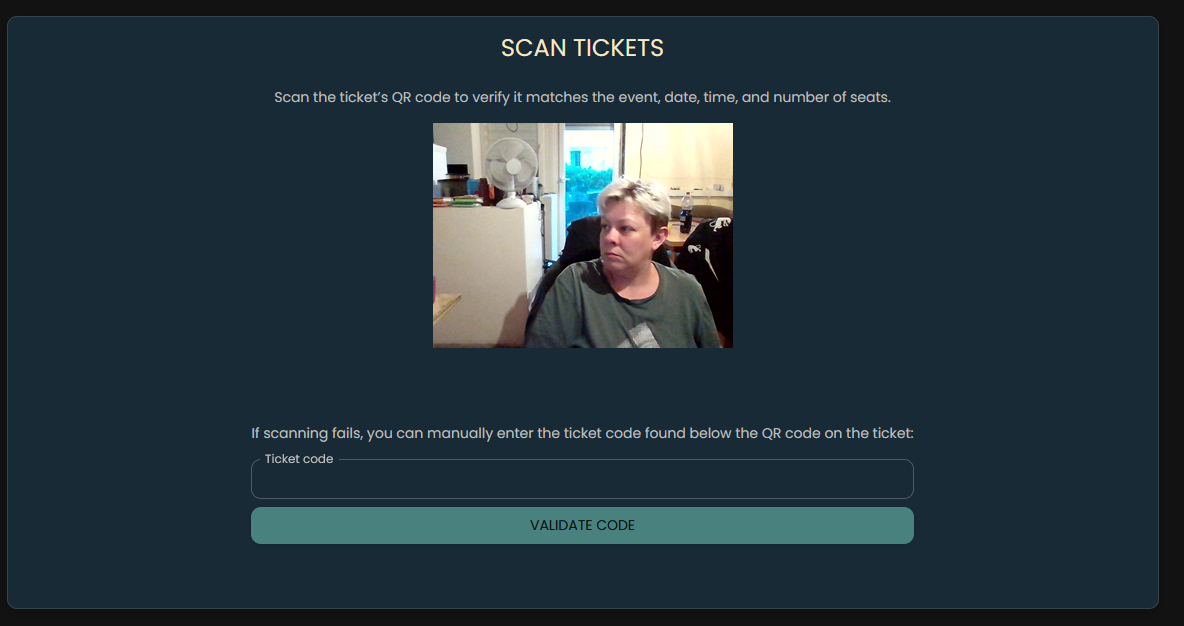 SCAN TICKETS
Scan the ticket’s QR code to verify it matches the event, date, time, and number of seats.
If scanning fails, you can manually enter the ticket code found below the QR code on the ticket:
Ticket code
VALIDATE CODE